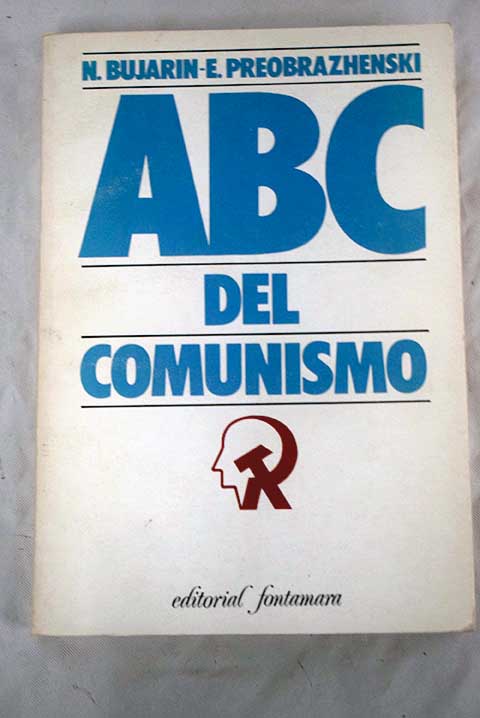 N. BUJARIN-E. PREOBRAZHENSKI
ABC
DEL
COMUNISMO
editorial fontamara